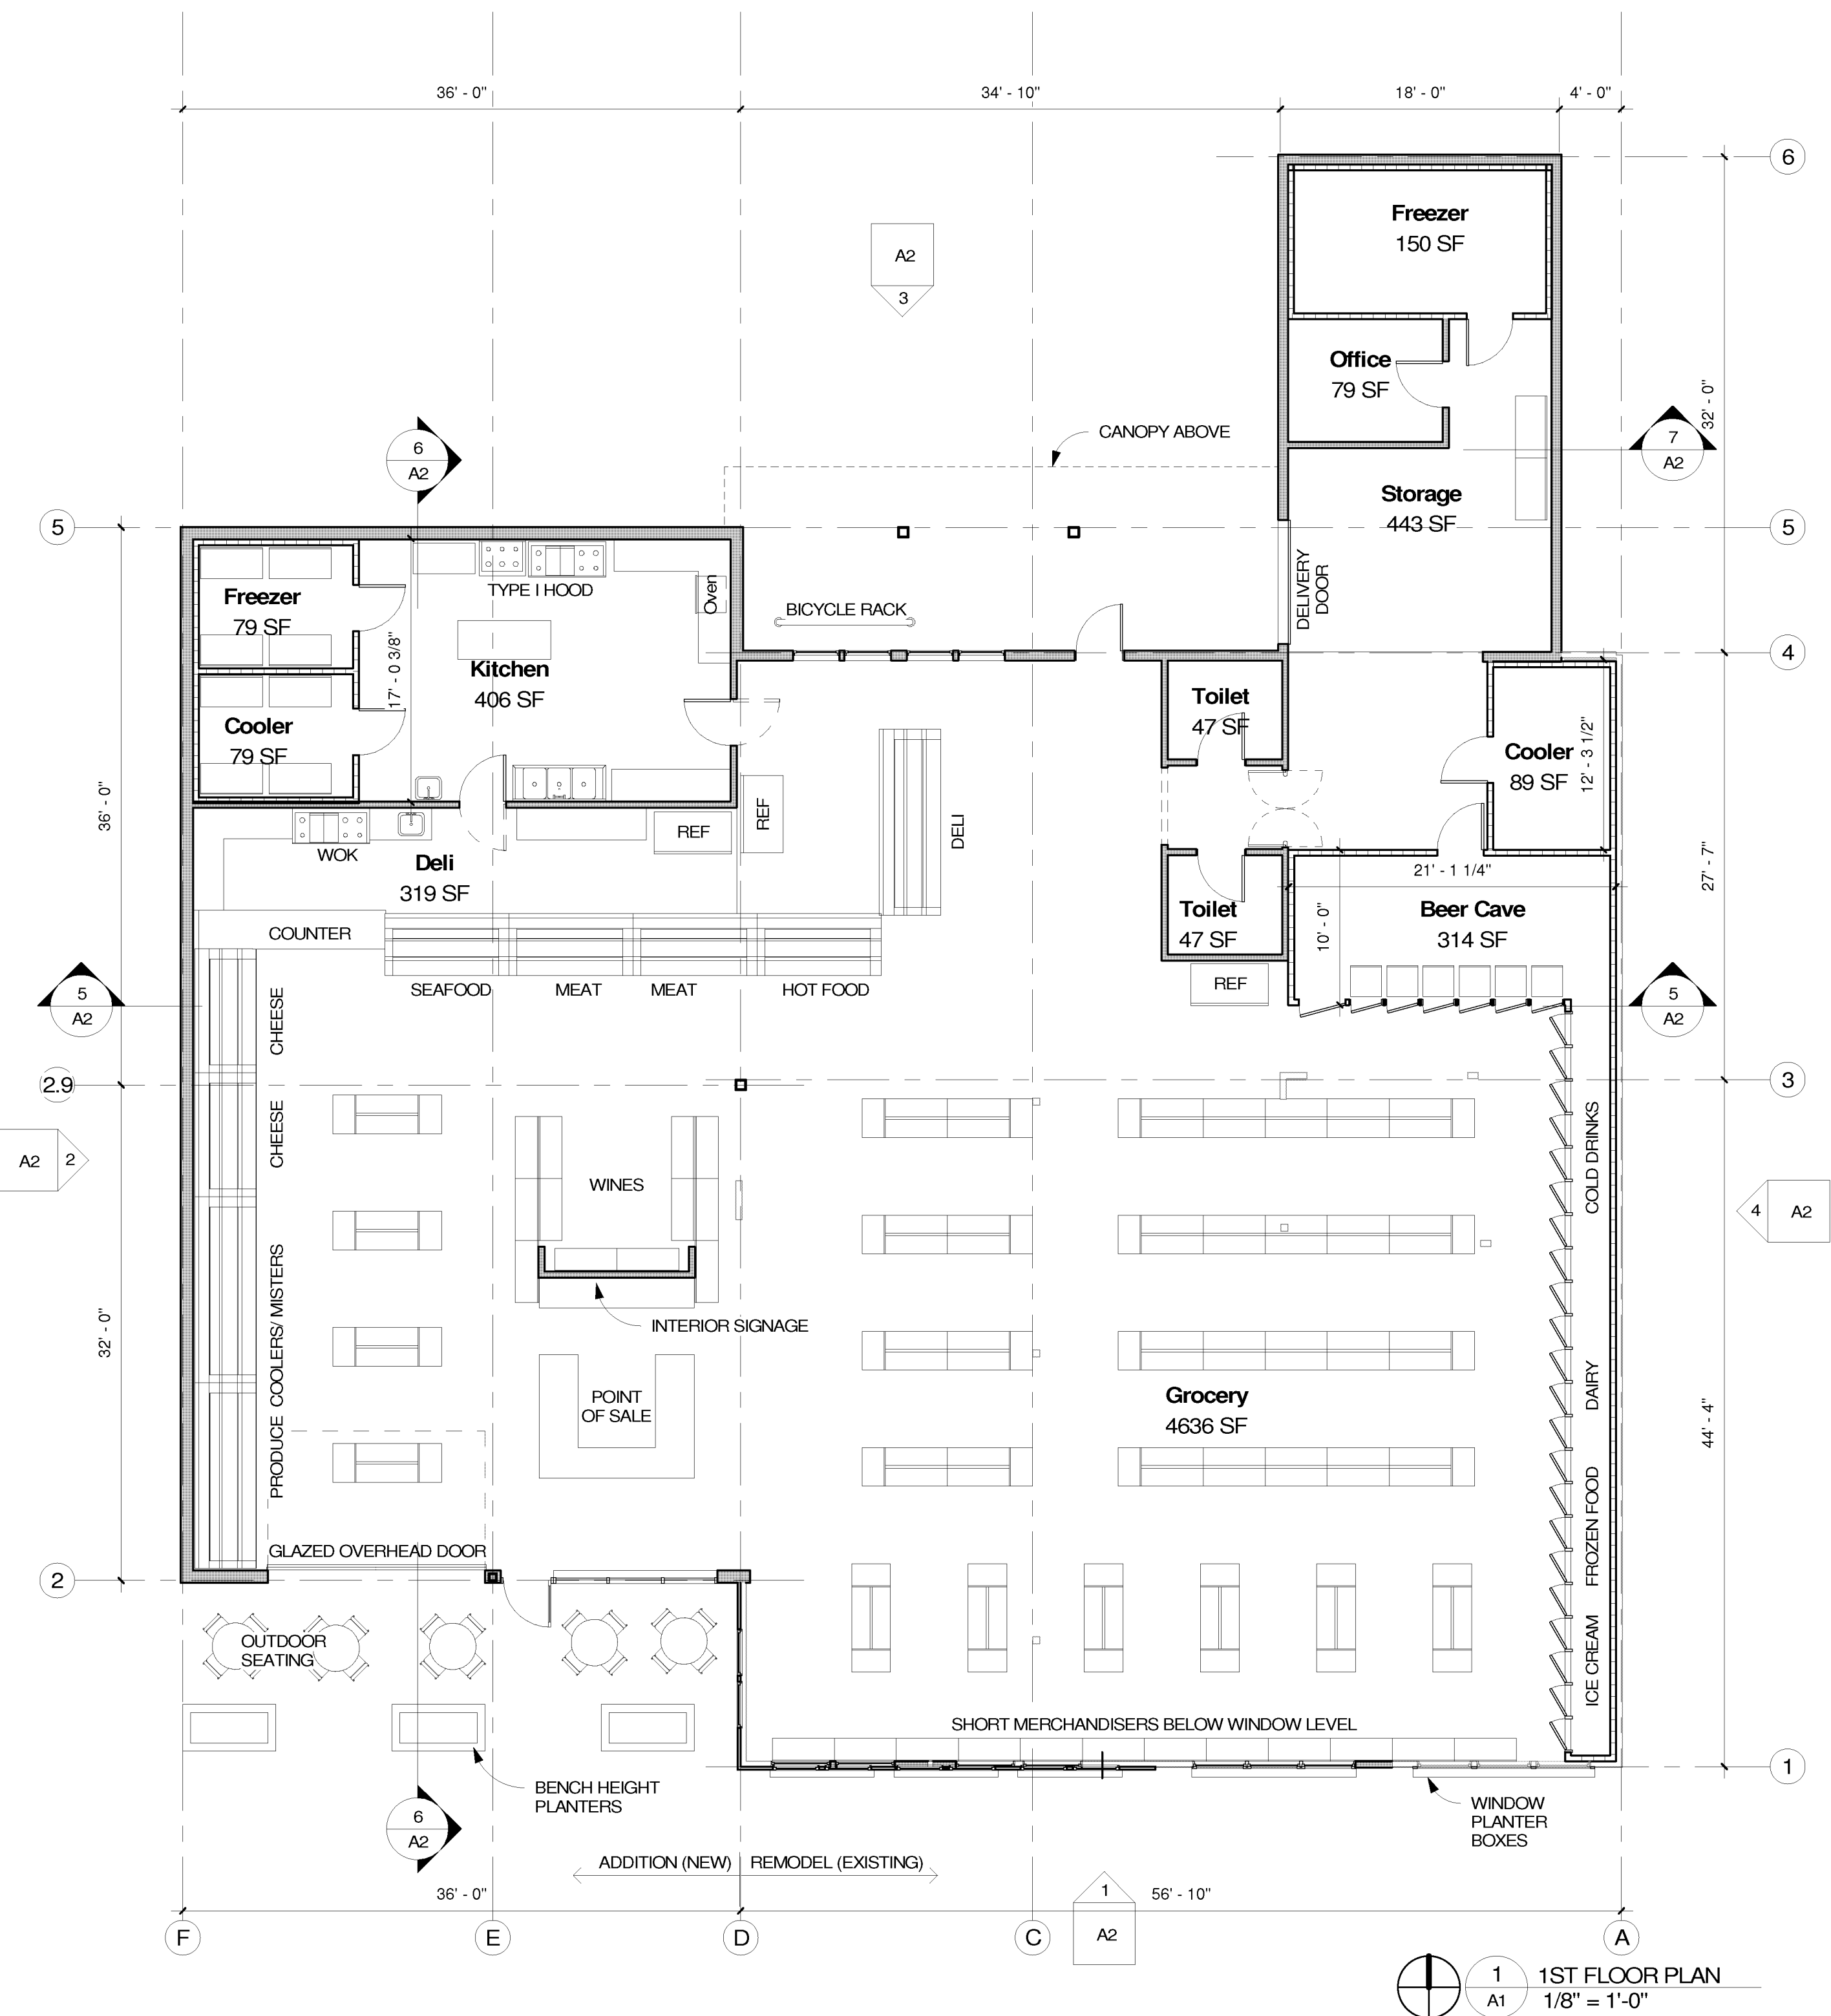 36' - 0"
34' - 10"
18' - 0"
4' - 0"
6
Freezer
150 SF
A2
3
Office
79 SF
32' - 0"
CANOPY ABOVE
6
A2
7
A2
Storage
443 SF
5
5
DELIVERY
DOOR
TYPE I HOOD
Oven
Freezer
79 SF
BICYCLE RACK
17' - 0 3/8"
Kitchen
406 SF
4
Toilet
47 SF
Cooler
79 SF
Cooler
89 SF
12' - 3 1/2"
36' - 0"
REF
REF
DELI
WOK
Deli
319 SF
27' - 7"
21' - 1 1/4"
Toilet
47 SF
10' - 0"
Beer Cave
314 SF
COUNTER
SEAFOOD
MEAT
MEAT
HOT FOOD
REF
5
A2
5
A2
CHEESE
2.9
3
CHEESE
COLD DRINKS
A2
2
WINES
4
A2
INTERIOR SIGNAGE
PRODUCE COOLERS/ MISTERS
32' - 0"
POINT
OF SALE
Grocery
4636 SF
DAIRY
44' - 4"
FROZEN FOOD
GLAZED OVERHEAD DOOR
2
OUTDOOR
SEATING
ICE CREAM
SHORT MERCHANDISERS BELOW WINDOW LEVEL
1
BENCH HEIGHT
PLANTERS
WINDOW
PLANTER
BOXES
6
A2
ADDITION (NEW)
REMODEL (EXISTING)
36' - 0"
1
A2
56' - 10"
F
E
D
C
A
1
A1
1ST FLOOR PLAN
1/8" = 1'-0"